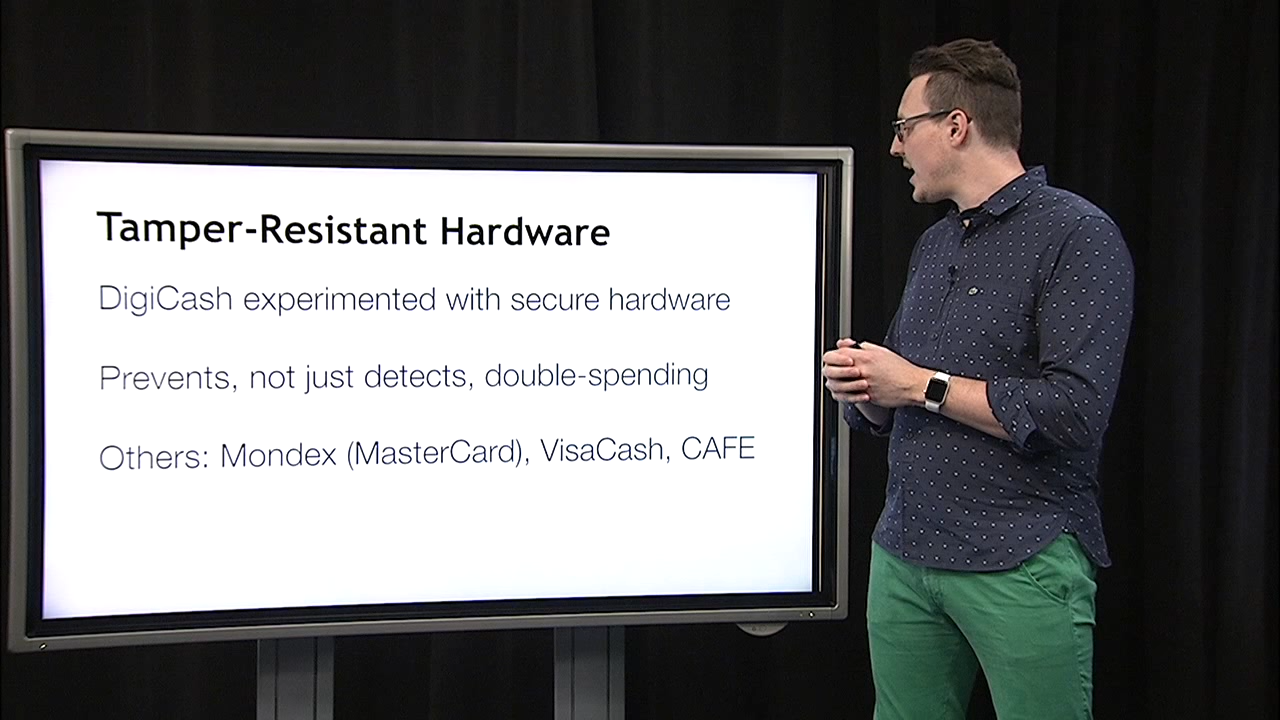 Tamper-Resistant Hardware
DigiCash experimented with secure hardware
Prevents, not just detects, double-spending
Others: Mondex (MasterCard), VisaCash, CAFE